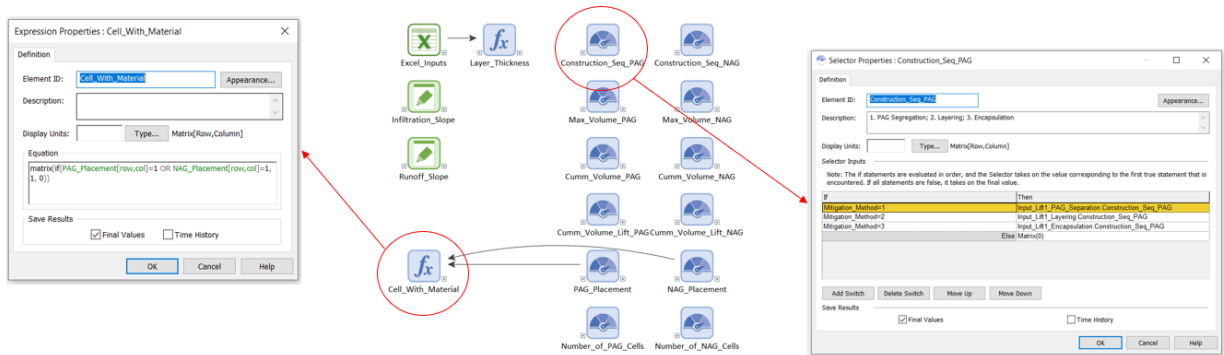 Expression Properties : Cell_With_Material
Definition
Element ID: Cell_With_Material Appearance...
Description:
Display Units: Type... Matrix[Row,Column]
Equation
matrix(if(PAG_Placement[row,col]=1 OR NAG_Placement[row,col]=1,
1, 0))
Save Results
Final Values Time History
OK Cancel Help
Excel_Inputs Layer_Thickness Construction_Seq_PAG Construction_Seq_NAG
Infiltration_Slope Max_Volume_PAG Max_Volume_NAG
Runoff_Slope Cumm_Volume_PAG Cumm_Volume_NAG
Cumm_Volume_Lift_PAG Cumm_Volume_Lift_NAG
Cell_With_Material PAG_Placement NAG_Placement
Number_of_PAG_Cells Number_of_NAG_Cells
Selector Properties : Construction_Seq_PAG
Definition
Element ID: Construction_Seq_PAG Appearance...
Description: 1. PAG Segregation; 2. Layering; 3. Encapsulation
Display Units: Type... Matrix[Row,Column]
Selector Inputs
Note: The if statements are evaluated in order, and the Selector takes on the value corresponding to the first true statement that is
encountered. If all statements are false, it takes on the final value.
If Then
Mitigation_Method=1 Input_Lift1_PAG_Separation.Construction_Seq_PAG
Mitigation_Method=2 Input_Lift1_Layering.Construction_Seq_PAG
Mitigation_Method=3 Input_Lift1_Encapsulation.Construction_Seq_PAG
Else Matrix(0)
Add Switch Delete Switch Move Up Move Down
Save Results
Final Values Time History
OK Cancel Help